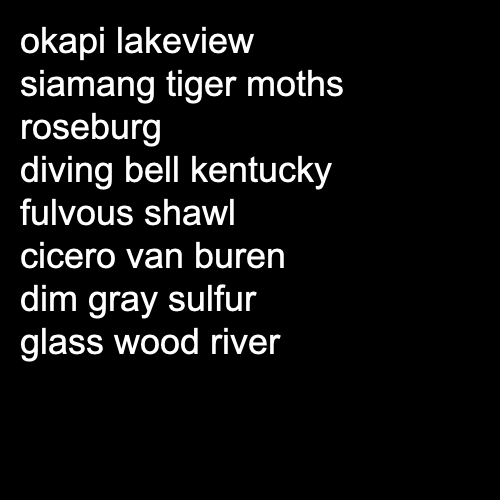 okapi lakeview
siamang tiger moths
roseburg
diving bell kentucky
fulvous shawl
cicero van buren
dim gray sulfur
glass wood river